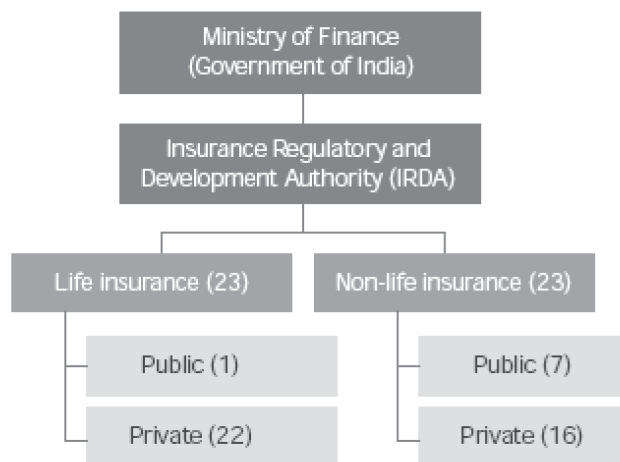 Ministry of Finance
(Government of India)
Insurance Regulatory and
Development Authority (IRDA)
Life insurance (23)
Non-life insurance (23)
Public (1)
Public (7)
Private (22)
Private (16)